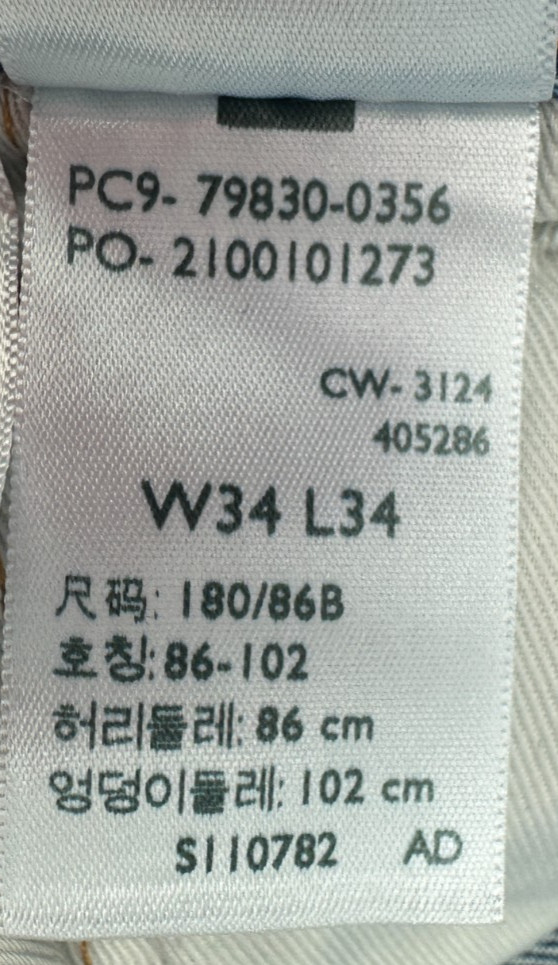 PC9- 79830-0356
PO- 2100101273
CW- 3124
405286
W34 L34
尺码: 180/86B
호칭: 86-102
허리둘레: 86 cm
엉덩이둘레: 102 cm
S110782 AD